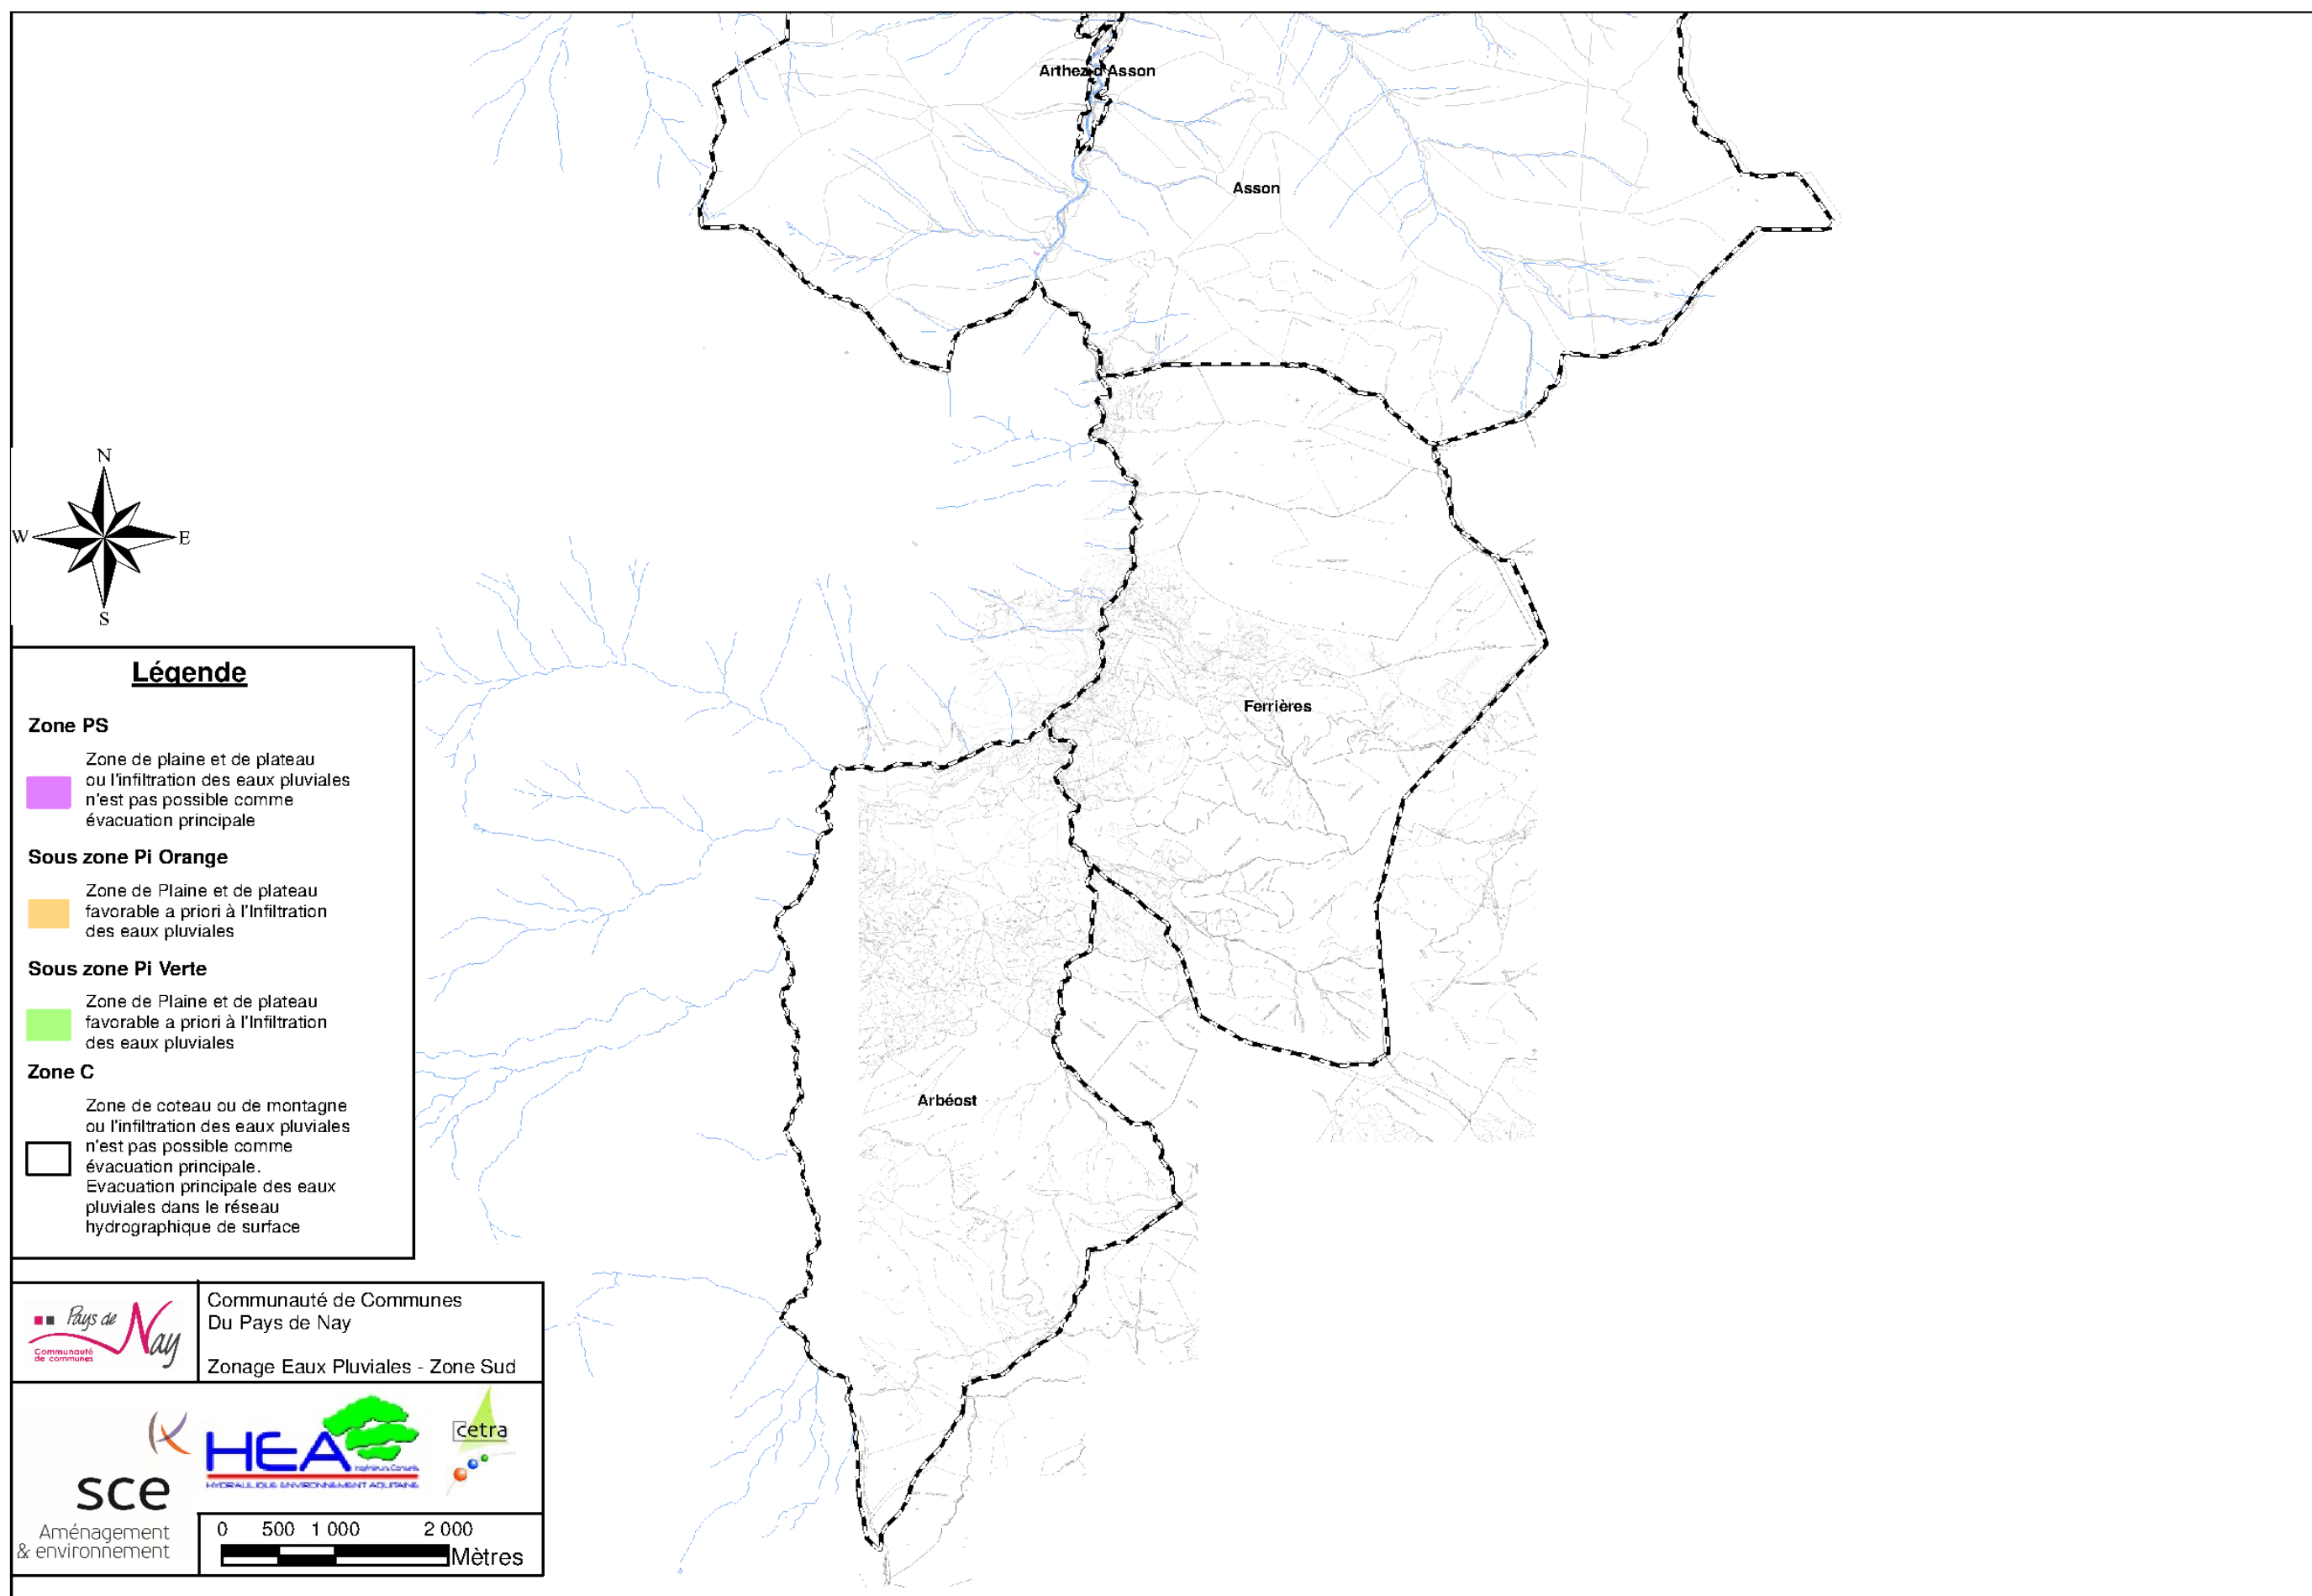 Arthez d'Asson
Asson
N
W
E
S
Ferrières
Arbéost
Légende
Zone PS
Zone de plaine et de plateau
ou l'infiltration des eaux pluviales
n'est pas possible comme
évacuation principale
Sous zone Pi Orange
Zone de Plaine et de plateau
favorable a priori à l'Infiltration
des eaux pluviales
Sous zone Pi Verte
Zone de Plaine et de plateau
favorable a priori à l'Infiltration
des eaux pluviales
Zone C
Zone de coteau ou de montagne
ou l'infiltration des eaux pluviales
n'est pas possible comme
évacuation principale.
Evacuation principale des eaux
pluviales dans le réseau
hydrographique de surface
Pays de
Nay
Communauté
de communes
Communauté de Communes
Du Pays de Nay
Zonage Eaux Pluviales - Zone Sud
sce
Aménagement
& environnement
HEA
Ingénieurs Conseils
HYDRAULIQUE ENVIRONNEMENT AQUITAINE
cetra
0 500 1 000 2 000
Mètres